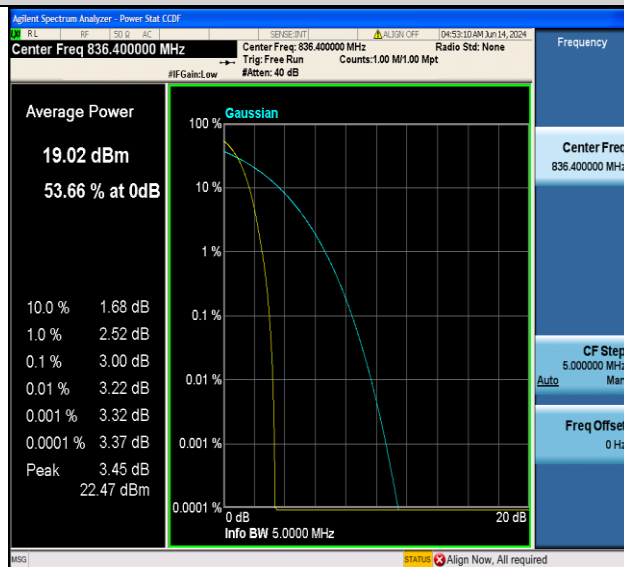 Agilent Spectrum Analyzer - Power Stat CCDF
RL RF 50 Ω AC SENSE:INT ALIGN OFF 04:53:10 AM Jun 14, 2024
Center Freq 836.400000 MHz
Center Freq: 836.400000 MHz Radio Std: None
Trig: Free Run Counts:1.00 M/1.00 Mpt
#IFGain:Low #Atten: 40 dB
Frequency
Center Freq
836.400000 MHz
CF Step
5.000000 MHz
Auto Man
Freq Offset
0 Hz
Average Power
19.02 dBm
53.66 % at 0dB
10.0 % 1.68 dB
1.0 % 2.52 dB
0.1 % 3.00 dB
0.01 % 3.22 dB
0.001 % 3.32 dB
0.0001 % 3.37 dB
Peak 3.45 dB
22.47 dBm
Gaussian
100 %
10 %
1 %
0.1 %
0.01 %
0.001 %
0.0001 %
0 dB 20 dB
Info BW 5.0000 MHz
MSG STATUS Align Now, All required